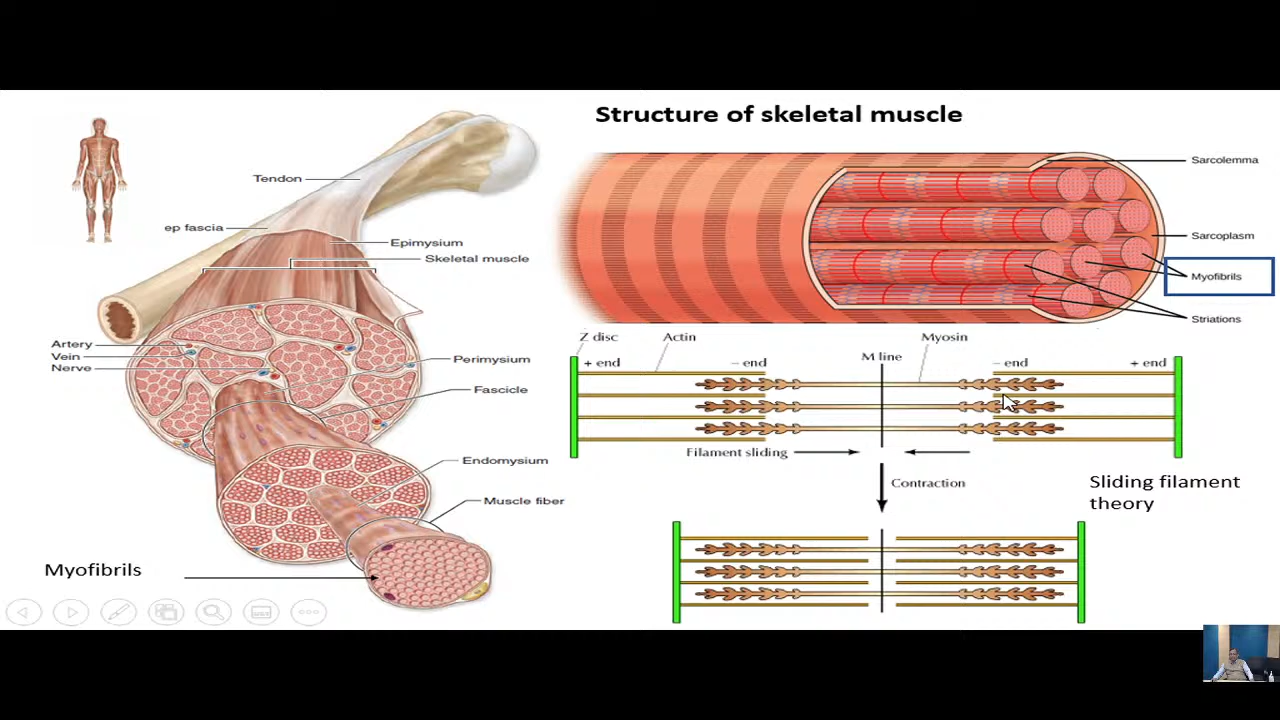 Structure of skeletal muscle
Tendon
ep fascia
Epimysium
Skeletal muscle
Artery
Vein
Nerve
Perimysium
Fascicle
Endomysium
Muscle fiber
Myofibrils
Sarcolemma
Sarcoplasm
Myofibrils
Striations
Z disc
Actin
Myosin
+ end
– end
M line
– end
+ end
Filament sliding
Contraction
Sliding filament
theory